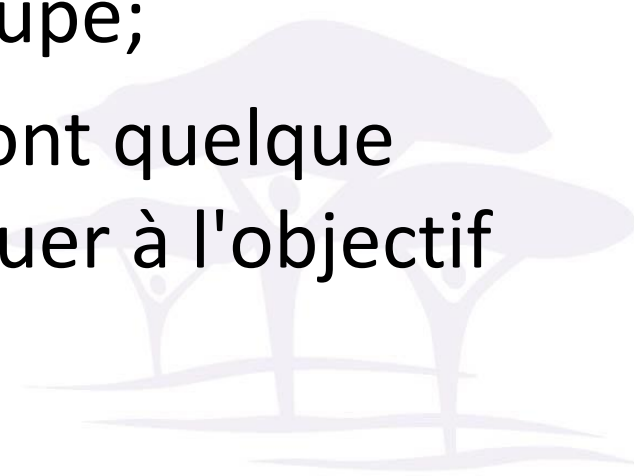 upe;
ont quelque
uer à l'objectif